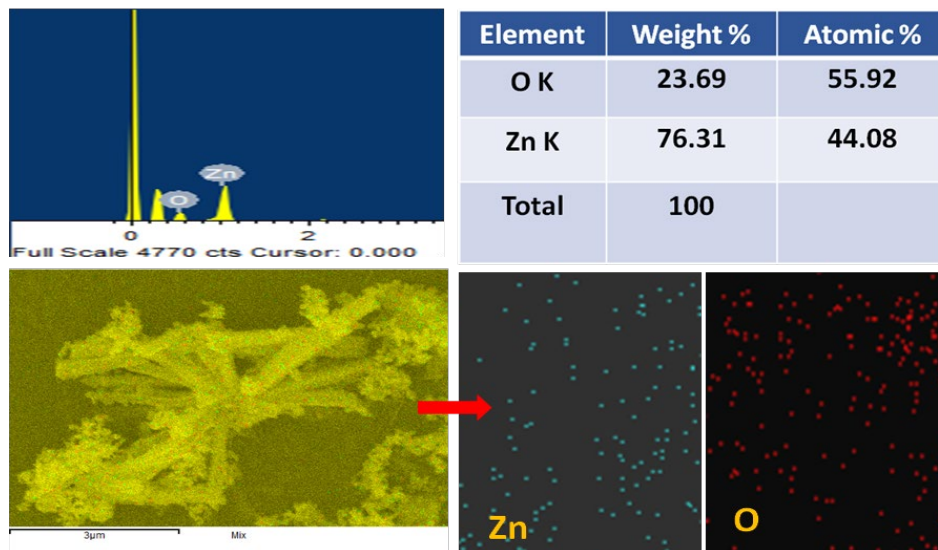 Zn
O
0 2
Full Scale 4770 cts Cursor: 0.000
Element Weight % Atomic %
O K 23.69 55.92
Zn K 76.31 44.08
Total 100
3µm Mix
Zn
O